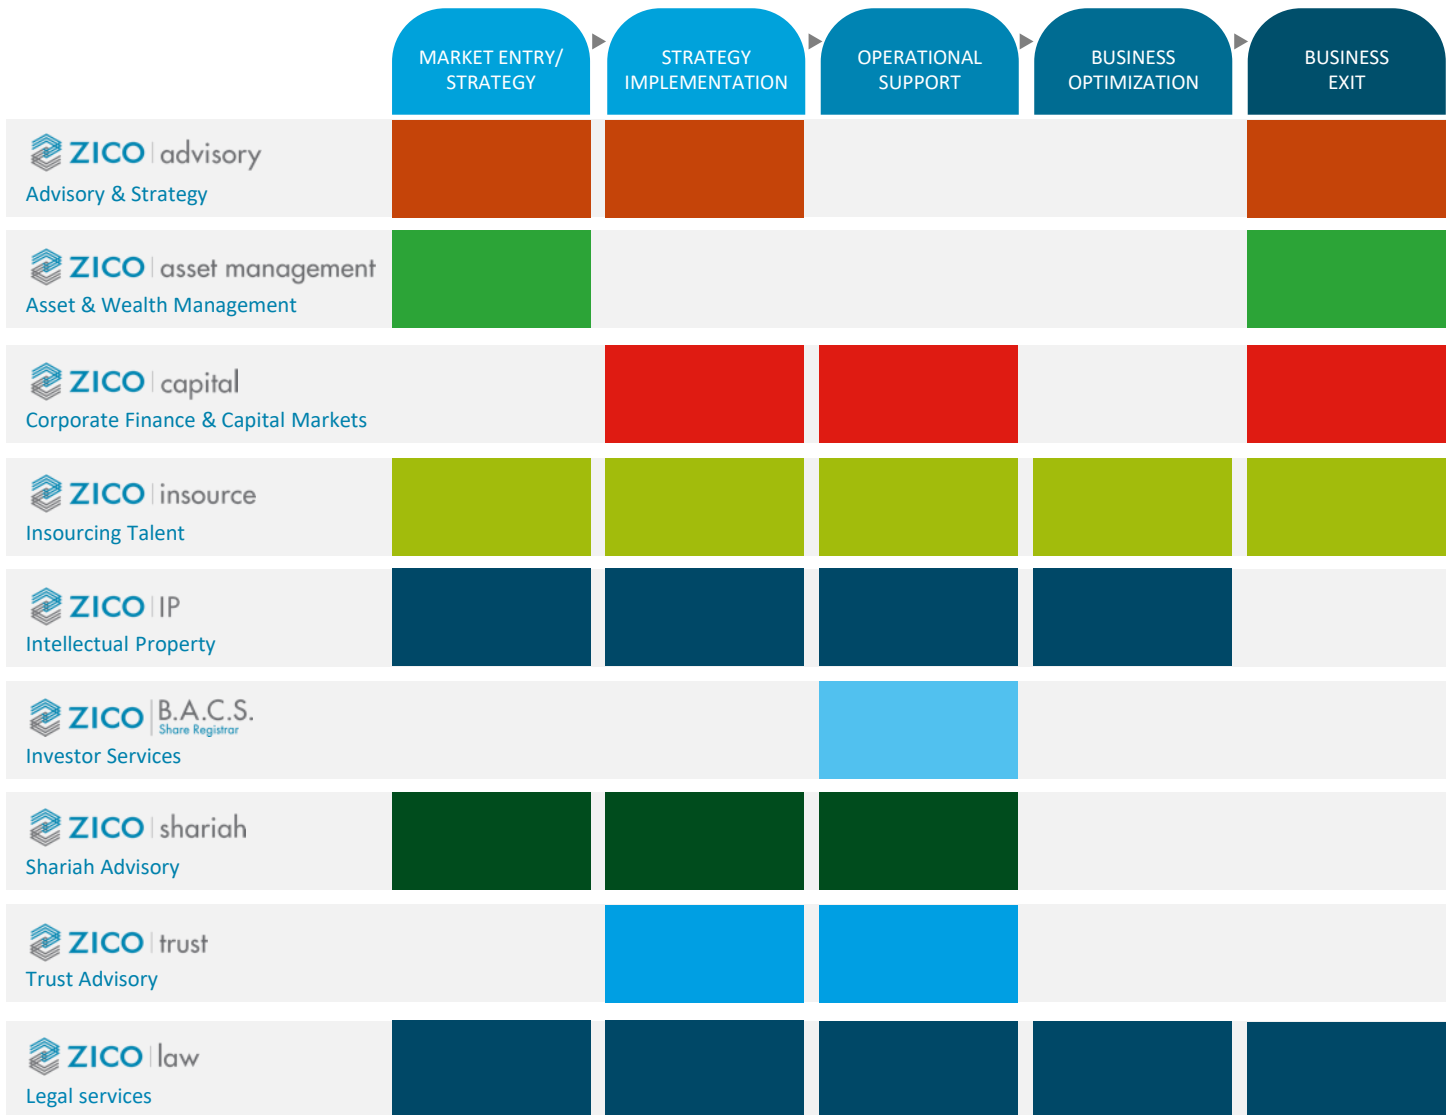 MARKET ENTRY/
STRATEGY
STRATEGY
IMPLEMENTATION
OPERATIONAL
SUPPORT
BUSINESS
OPTIMIZATION
BUSINESS
EXIT
ZICO advisory
Advisory & Strategy
ZICO asset management
Asset & Wealth Management
ZICO capital
Corporate Finance & Capital Markets
ZICO insource
Insourcing Talent
ZICO IP
Intellectual Property
ZICO B.A.C.S.
Share Registrar
Investor Services
ZICO shariah
Shariah Advisory
ZICO trust
Trust Advisory
ZICO law
Legal services